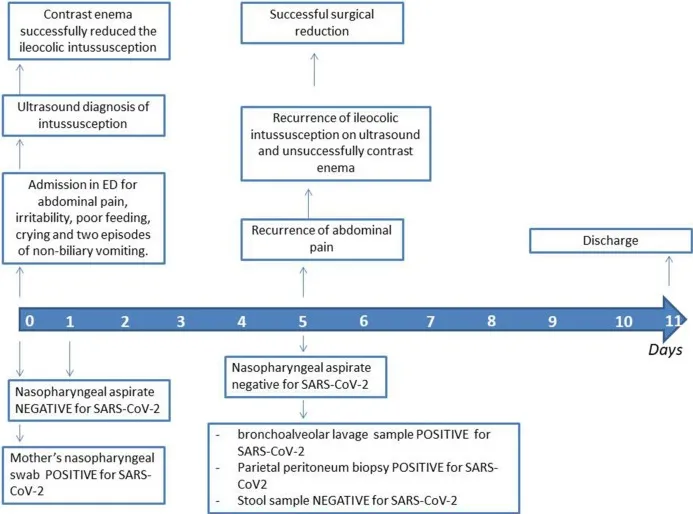 Contrast enema
successfully reduced the
ileocolic intussusception
Successful surgical
reduction
Ultrasound diagnosis of
intussusception
Recurrence of ileocolic
intussusception on ultrasound
and unsuccessfully contrast
enema
Admission in ED for
abdominal pain,
irritability, poor feeding,
crying and two episodes
of non-biliary vomiting.
Recurrence of abdominal
pain
Discharge
0 1 2 3 4 5 6 7 8 9 10 11
Days
Nasopharyngeal aspirate
NEGATIVE for SARS-CoV-2
Mother's nasopharyngeal
swab POSITIVE for SARS-
CoV-2
Nasopharyngeal aspirate
negative for SARS-CoV-2
- bronchoalveolar lavage sample POSITIVE for
SARS-CoV-2
- Parietal peritoneum biopsy POSITIVE for SARS-
CoV2
- Stool sample NEGATIVE for SARS-CoV-2